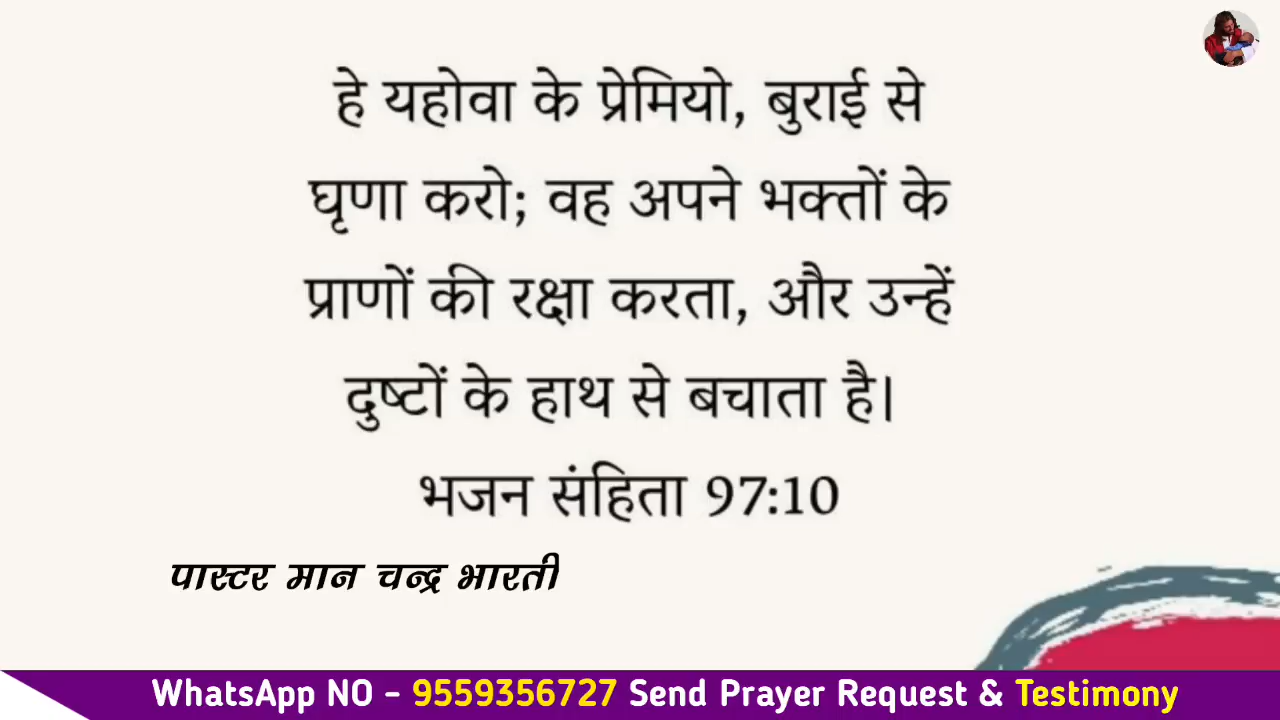 हे यहोवा के प्रेमियो, बुराई से
घृणा करो; वह अपने भक्तों के
प्राणों की रक्षा करता, और उन्हें
दुष्टों के हाथ से बचाता है।
भजन संहिता 97:10
पास्टर मान चन्द्र भारती
WhatsApp NO - 9559356727 Send Prayer Request & Testimony